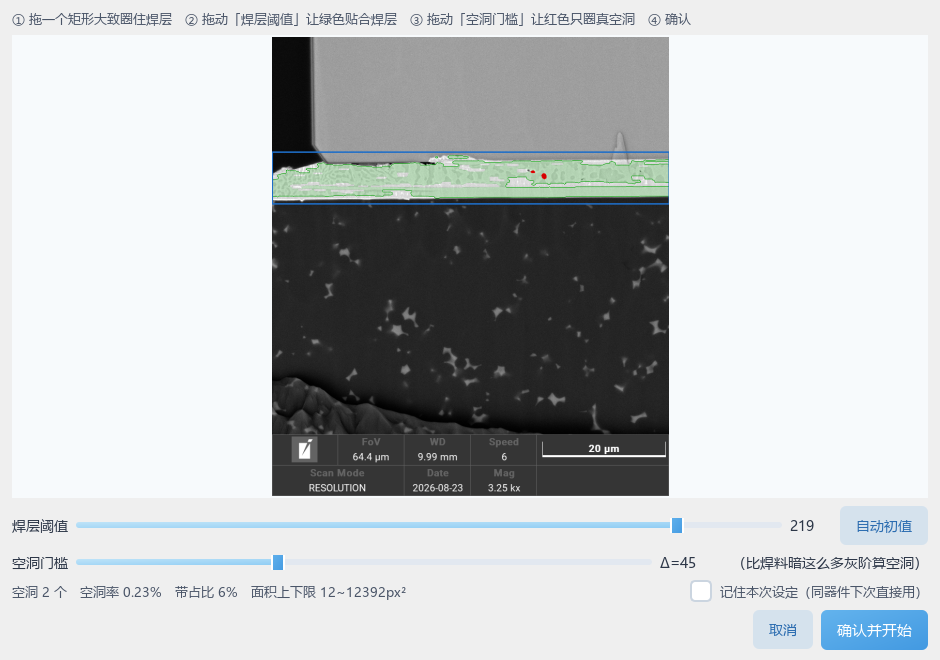 ① 拖一个矩形大致圈住焊层 ② 拖动「焊层阈值」让绿色贴合焊层 ③ 拖动「空洞门槛」让红色只圈真空洞 ④ 确认
FoV
64.4 µm
WD
9.99 mm
Speed
6
20 µm
Scan Mode
RESOLUTION
Date
2026-08-23
Mag
3.25 kx
焊层阈值 219 自动初值
空洞门槛 Δ=45 （比焊料暗这么多灰阶算空洞）
空洞 2 个 空洞率 0.23% 带占比 6% 面积上下限 12~12392px² 记住本次设定（同器件下次直接用）
取消 确认并开始